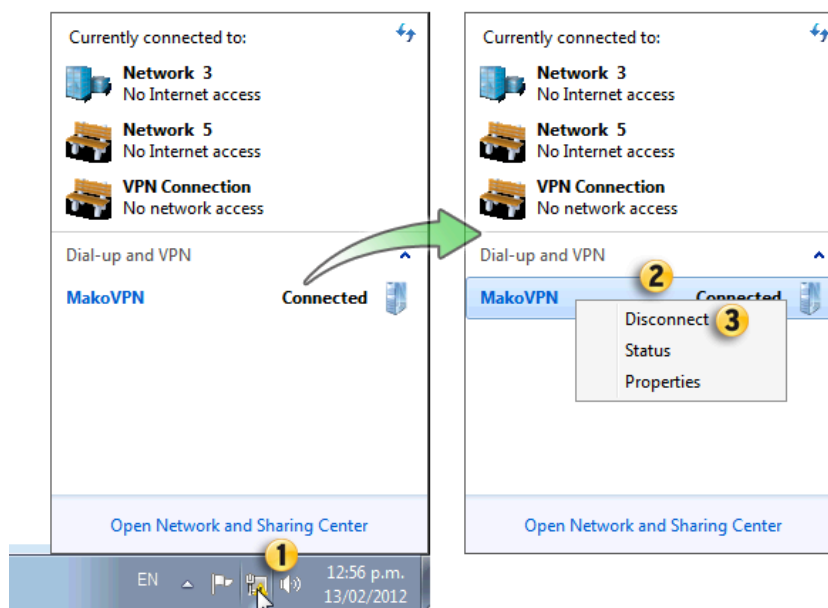 Currently connected to:
Network 3
No Internet access
Network 5
No Internet access
VPN Connection
No network access
Dial-up and VPN
MakoVPN Connected
Open Network and Sharing Center
1
EN
12:56 p.m.
13/02/2012
Currently connected to:
Network 3
No Internet access
Network 5
No Internet access
VPN Connection
No network access
Dial-up and VPN
2
MakoVPN Connected
Disconnect 3
Status
Properties
Open Network and Sharing Center